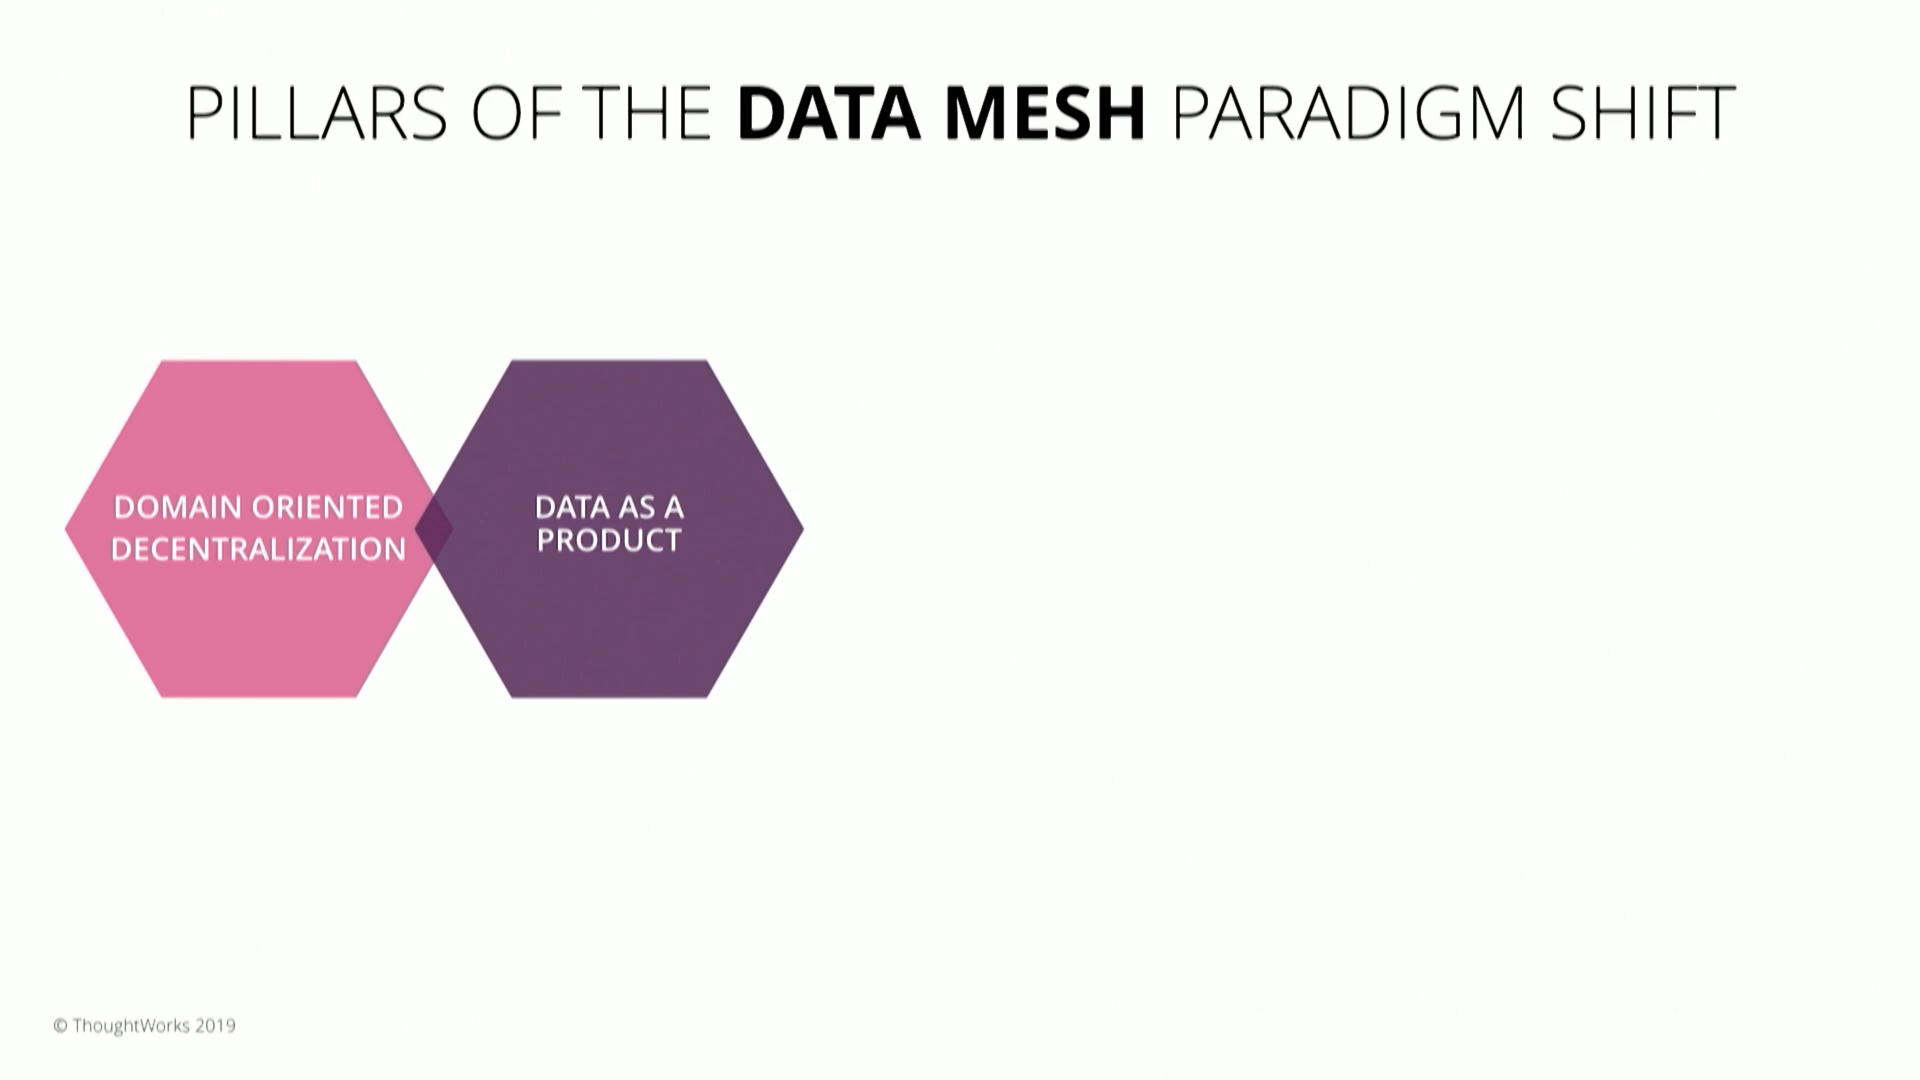 PILLARS OF THE DATA MESH PARADIGM SHIFT
DOMAIN ORIENTED
DECENTRALIZATION
DATA AS A
PRODUCT
© ThoughtWorks 2019